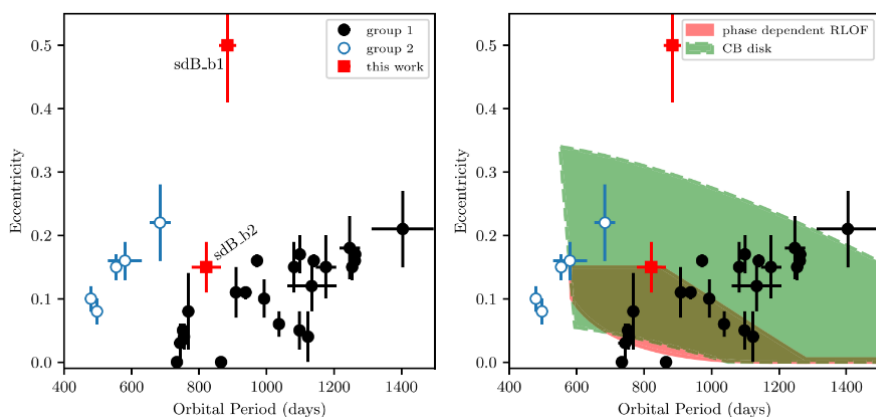 0.5
0.4
0.3
0.2
0.1
0.0
Eccentricity
400
600
800
1000
1200
1400
Orbital Period (days)
sdB_b1
sdB_b2
group 1
group 2
this work
0.5
0.4
0.3
0.2
0.1
0.0
Eccentricity
400
600
800
1000
1200
1400
Orbital Period (days)
phase dependent RLOF
CB disk